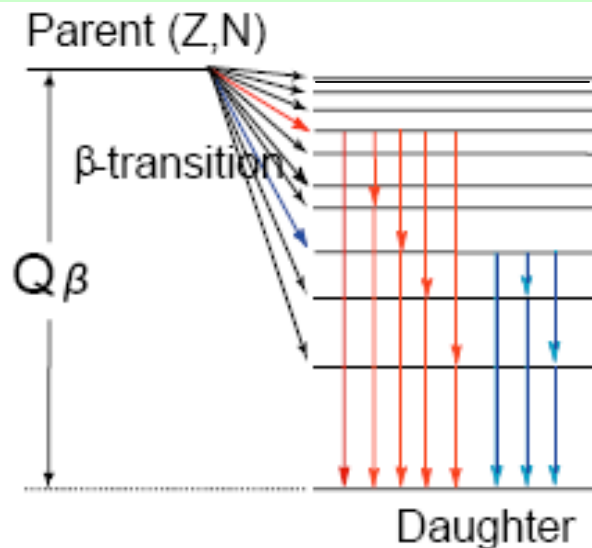 Parent (Z,N)
β-transition
Qβ
Daughter